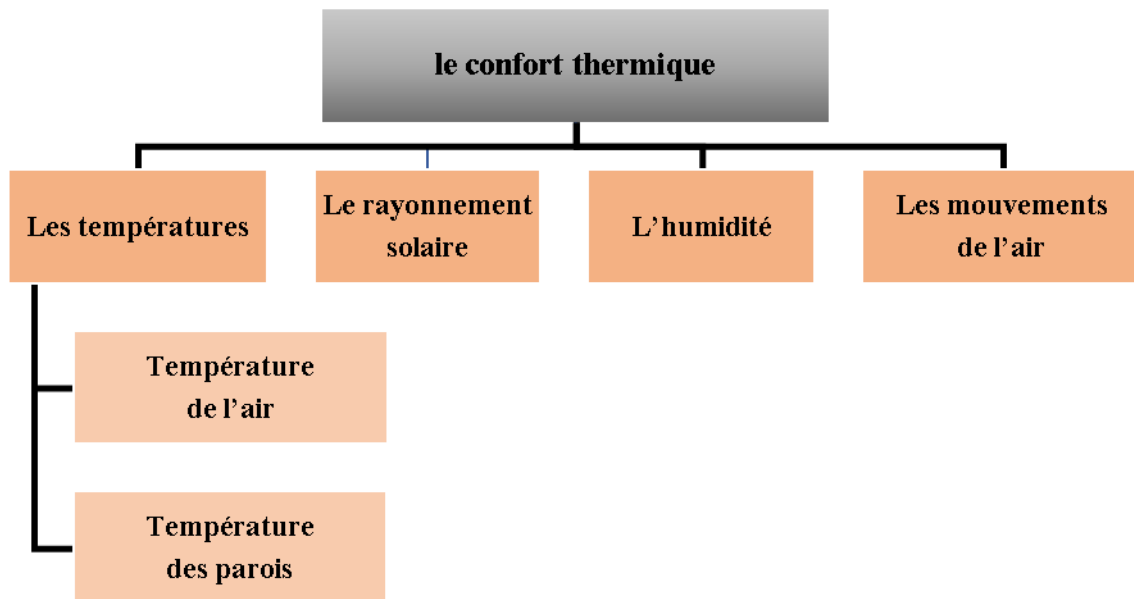 le confort thermique
Les températures
Le rayonnement
solaire
L’humidité
Les mouvements
de l’air
Température
de l’air
Température
des parois